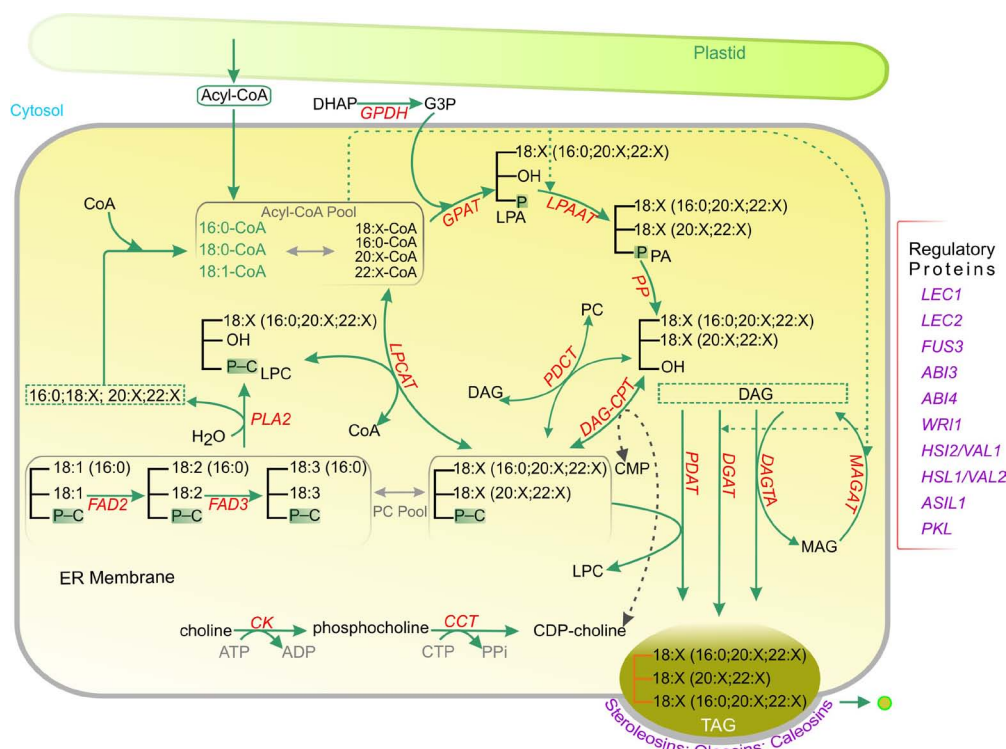 Plastid
Acyl-CoA
Cytosol
DHAP
GPDH
G3P
18:X (16:0;20:X;22:X)
OH
P
LPA
GPAT
LPAAT
CoA
Acyl-CoA Pool
16:0-CoA
18:0-CoA
18:1-CoA
18:X-CoA
16:0-CoA
20:X-CoA
22:X-CoA
18:X (16:0;20:X;22:X)
18:X (20:X;22:X)
P
PA
PP
Regulatory
Proteins
LEC1
LEC2
FUS3
ABI3
ABI4
WRI1
HSI2/VAL1
HSL1/VAL2
ASIL1
PKL
18:X (16:0;20:X;22:X)
OH
P–C
LPC
LPCAT
CoA
PC
PDCT
DAG
18:X (16:0;20:X;22:X)
18:X (20:X;22:X)
OH
DAG-CPT
DAG
16:0;18:X; 20:X;22:X
PLA2
H2O
18:1 (16:0)
18:1
P–C
FAD2
18:2 (16:0)
18:2
P–C
FAD3
18:3 (16:0)
18:3
P–C
PC Pool
18:X (16:0;20:X;22:X)
18:X (20:X;22:X)
P–C
CMP
PDAT
DGAT
DAGTA
MAGAT
MAG
LPC
ER Membrane
choline
CK
ATP
ADP
phosphocholine
CCT
CTP
PPi
CDP-choline
18:X (16:0;20:X;22:X)
18:X (20:X;22:X)
18:X (16:0;20:X;22:X)
TAG
Steroleosins; Oleosins; Caleosins